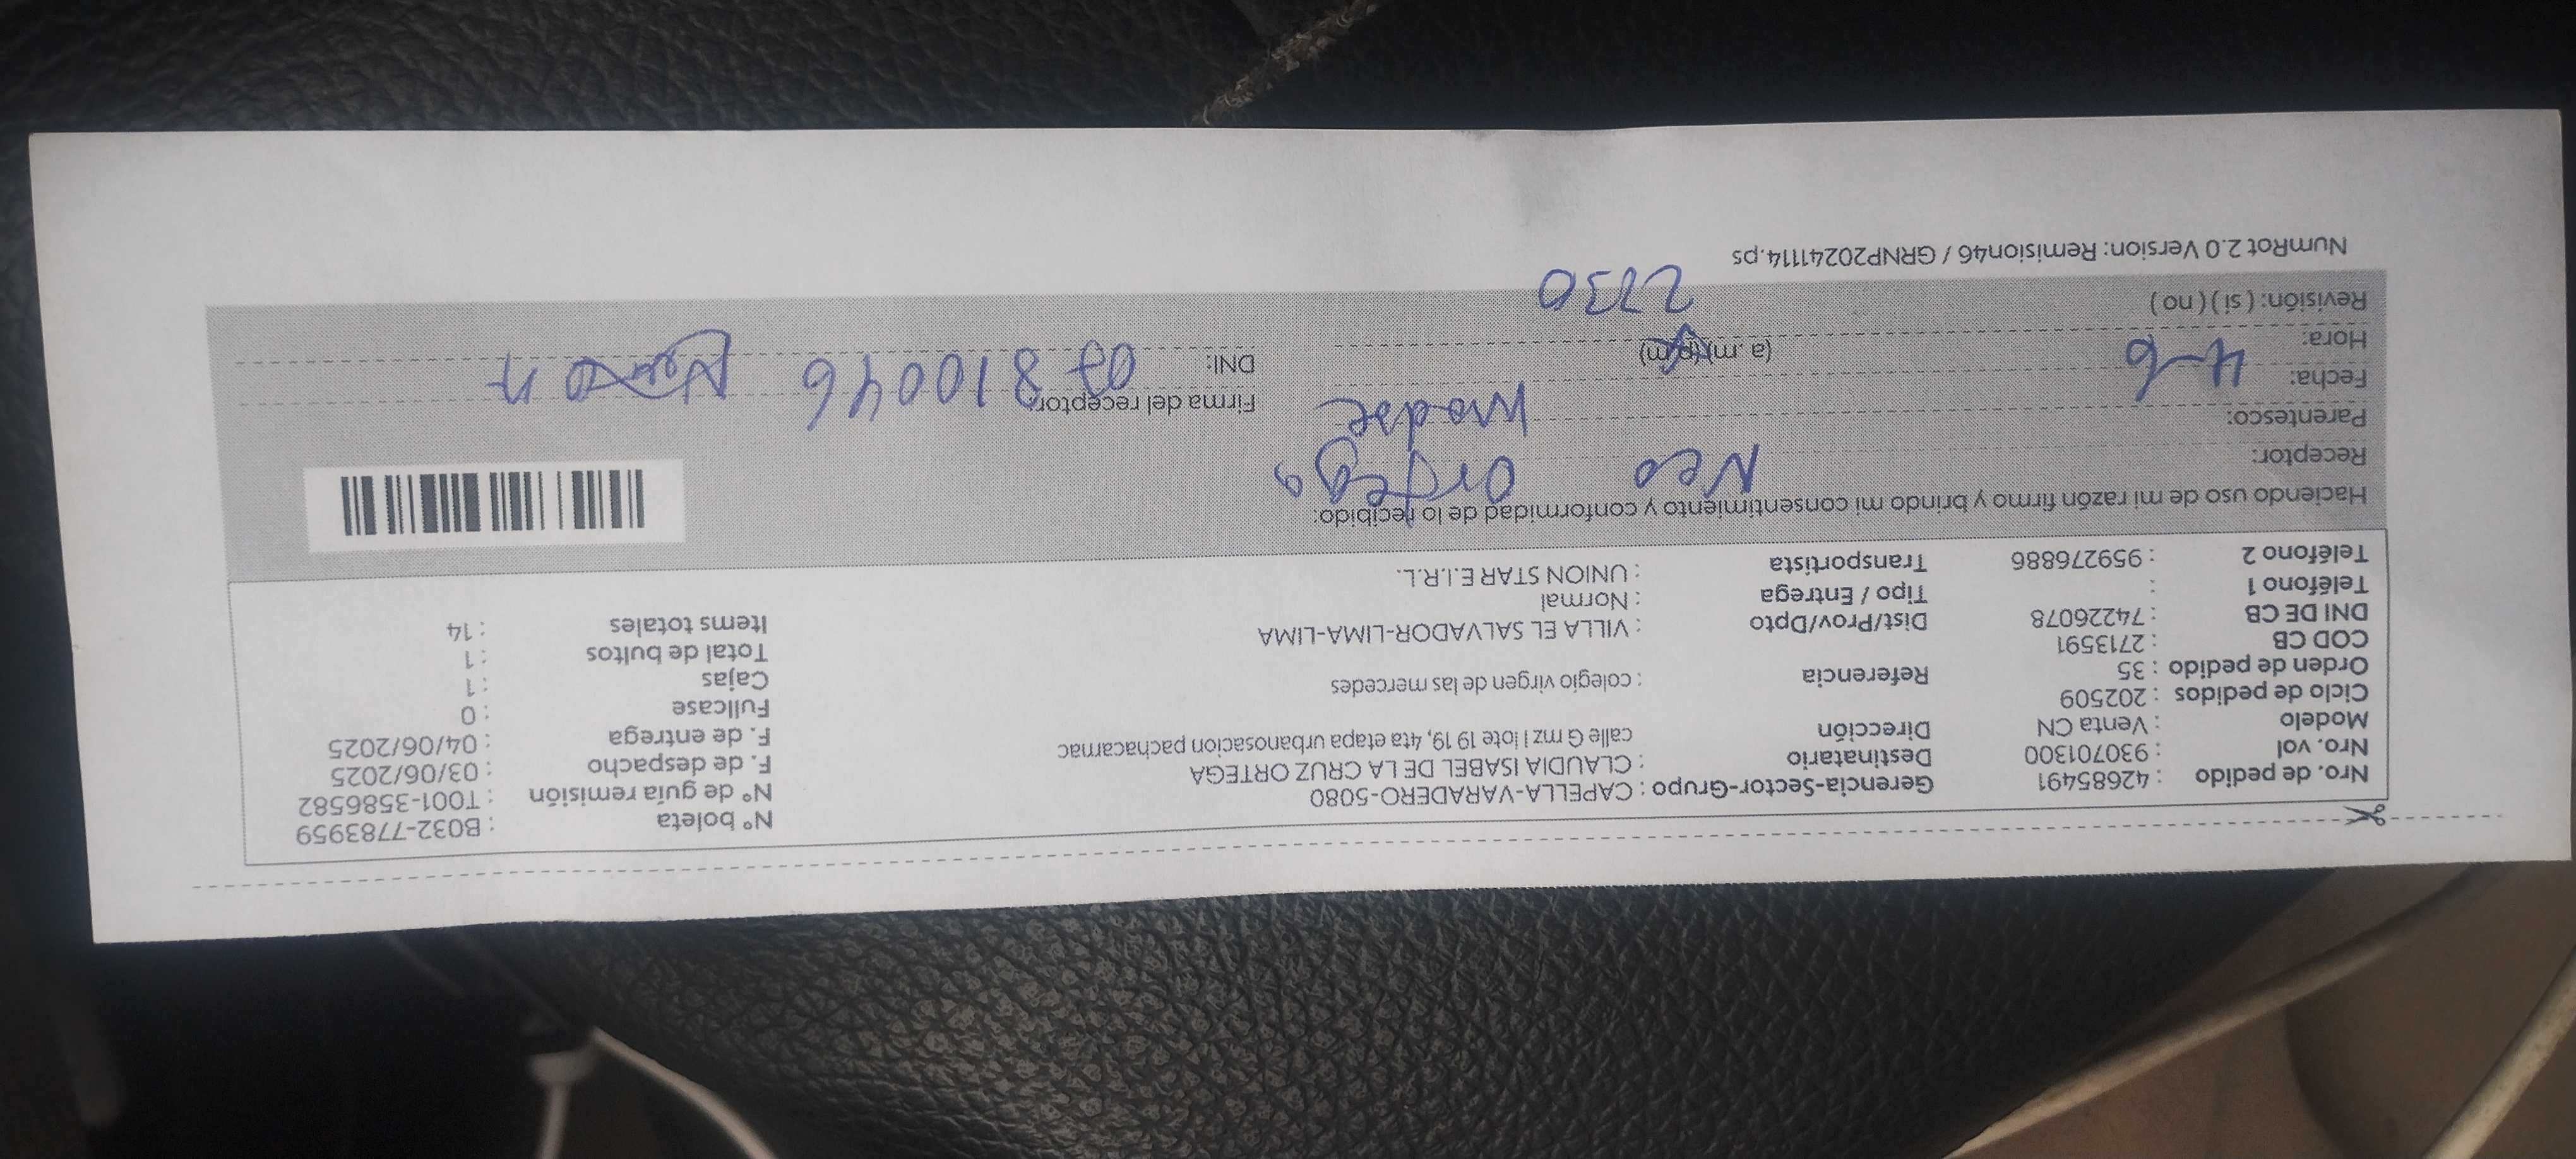 Nro. de pedido : 42685491 Gerencia-Sector-Grupo : CAPELLA-VARADERO-5080 N° boleta : B032-7783959
Nro. vol : 930701300 Destinatario : CLAUDIA ISABEL DE LA CRUZ ORTEGA N° de guía remisión : T001-3586582
Modelo : Venta CN Dirección calle G mz I lote 19 19, 4ta etapa urbanosacion pachacamac F. de despacho : 03/06/2025
Ciclo de pedidos : 202509 F. de entrega : 04/06/2025
Orden de pedido : 35 Referencia : colegio virgen de las mercedes Fullcase : 0
COD CB : 2713591 Cajas : 1
DNI DE CB : 74226078 Dist/Prov/Dpto : VILLA EL SALVADOR-LIMA-LIMA Total de bultos : 1
Teléfono 1 : Tipo / Entrega : Normal Items totales : 14
Teléfono 2 : 959276886 Transportista : UNION STAR E.I.R.L.
Haciendo uso de mi razón firmo y brindo mi consentimiento y conformidad de lo recibido:
Receptor: Ortega
Parentesco: madre Firma del receptor:
Fecha: 4-6 DNI: 07810046
Hora: (a.m) (p.m)
Revisión: ( si ) ( no )
NumRot 2.0 Version: Remision46 / GRNP20241114.ps